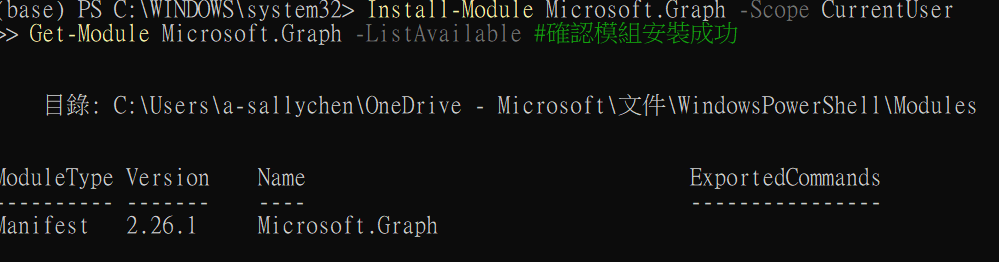 (base) PS C:\WINDOWS\system32> Install-Module Microsoft.Graph -Scope CurrentUser
>> Get-Module Microsoft.Graph -ListAvailable #確認模組安裝成功
目錄: C:\Users\a-sallychen\OneDrive - Microsoft\文件\WindowsPowerShell\Modules
ModuleType Version Name ExportedCommands
---------- ------- ---- ----------------
Manifest 2.26.1 Microsoft.Graph